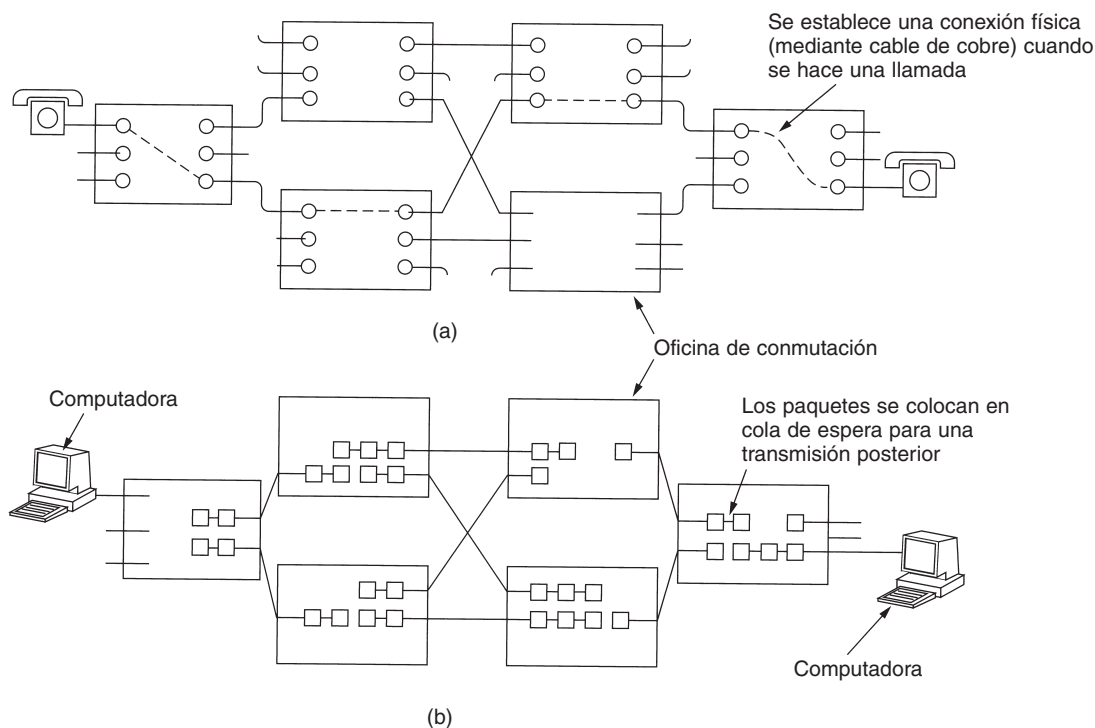 Se establece una conexión física
(mediante cable de cobre) cuando
se hace una llamada
(a)
Oficina de conmutación
Computadora
Los paquetes se colocan en
cola de espera para una
transmisión posterior
Computadora
(b)